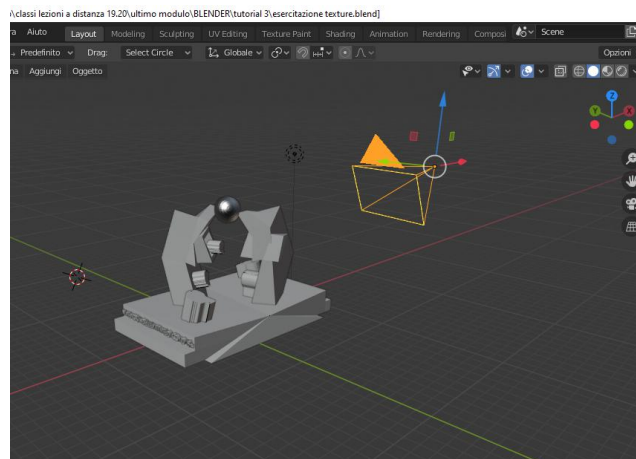 o\classi lezioni a distanza 19.20\ultimo modulo\BLENDER\tutorial 3\esercitazione texture.blend]
ra Aiuto Layout Modeling Sculpting UV Editing Texture Paint Shading Animation Rendering Composi Scene
Predefinito Drag: Select Circle Globale Opzioni
na Aggiungi Oggetto
Z
Y X